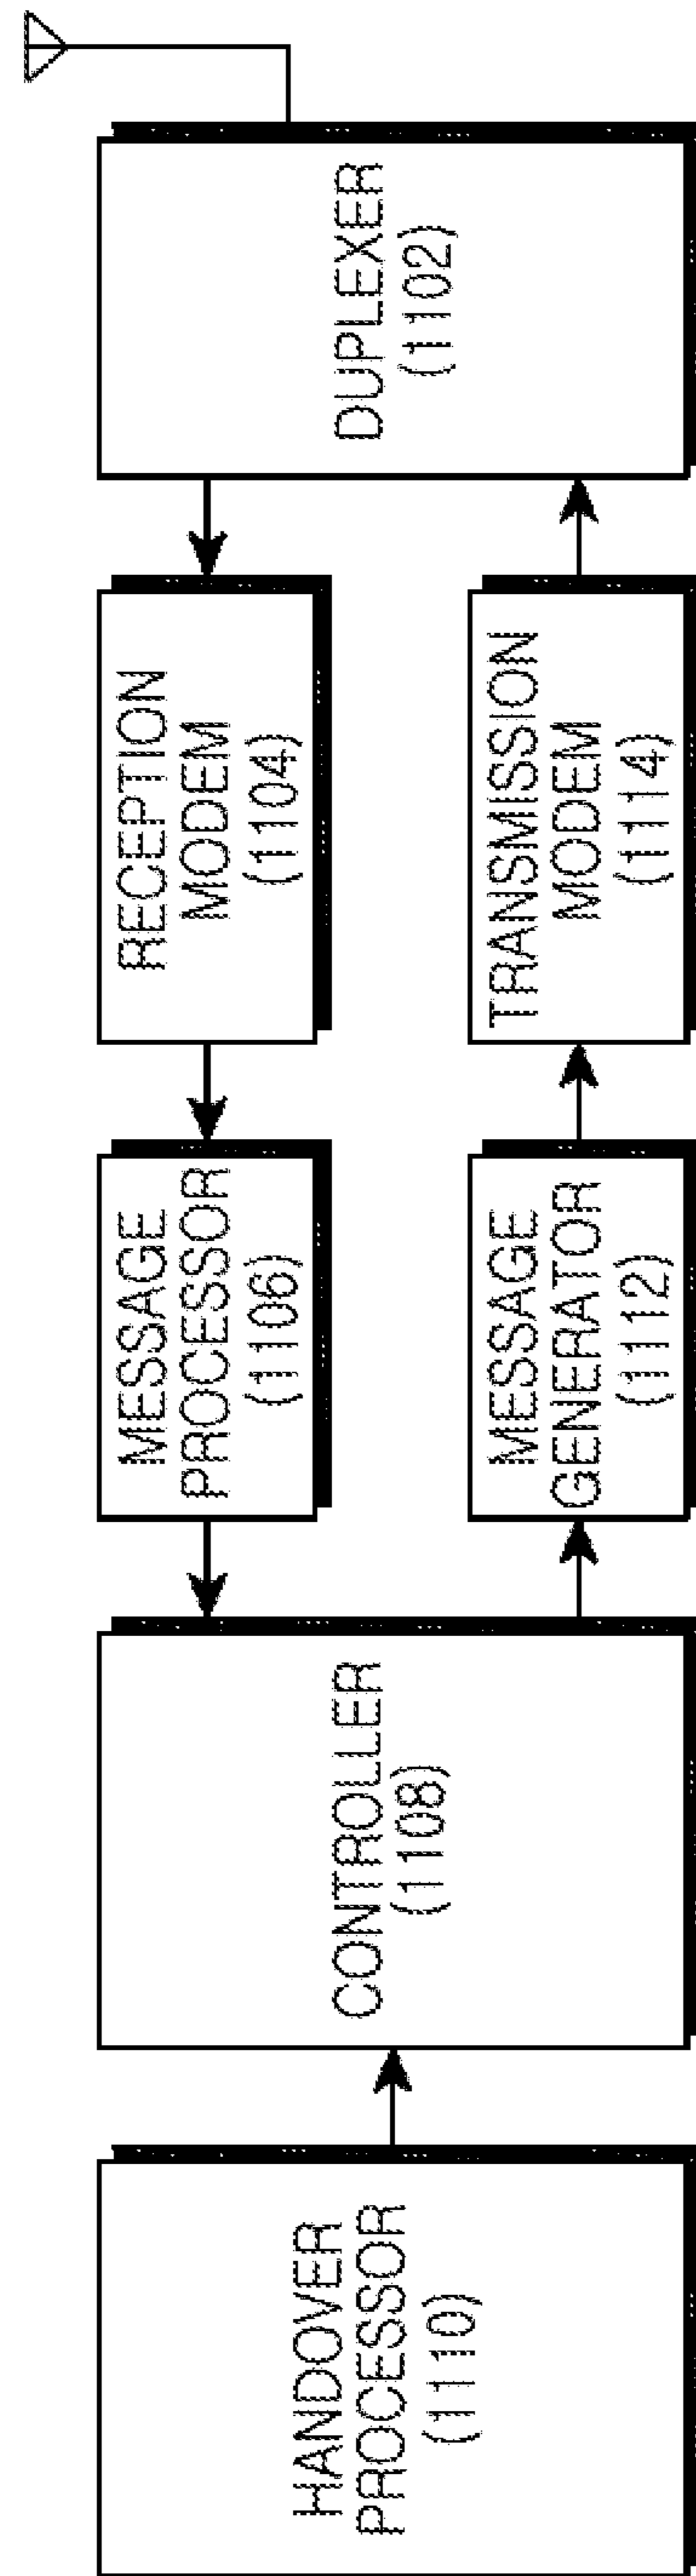 HANDOVER
PROCESSOR
(1110)
CONTROLLER
(1108)
MESSAGE
PROCESSOR
(1106)
RECEPTION
MODEM
(1104)
MESSAGE
GENERATOR
(1112)
TRANSMISSION
MODEM
(1114)
DUPLEXER
(1102)